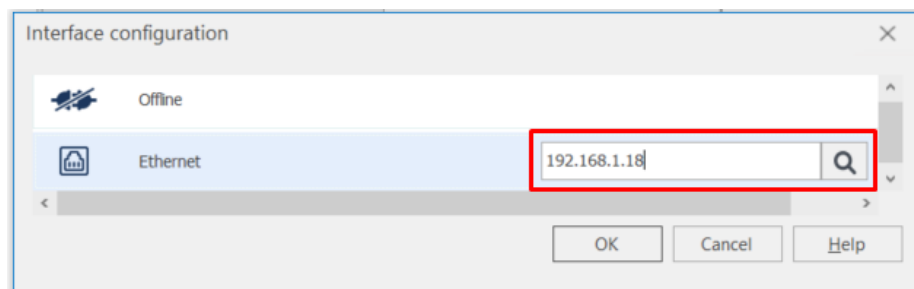 Interface configuration
Offline
Ethernet
192.168.1.18
OK
Cancel
Help